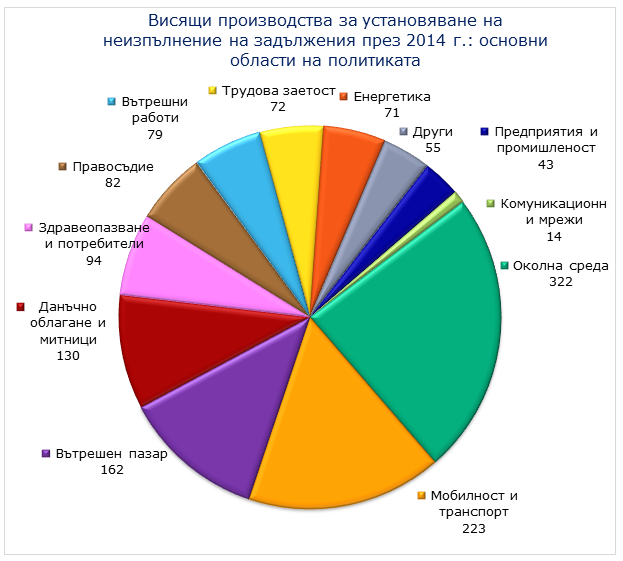 Висящи производства за установяване на
неизпълнение на задължения през 2014 г.: основни
области на политиката
Трудова заетост
72
Енергетика
71
Вътрешни
работи
79
Други
55
Предприятия и
промишленост
43
Правосъдие
82
Комуникационн
и мрежи
14
Здравеопазване
и потребители
94
Околна среда
322
Данъчно
облагане и
митници
130
Вътрешен пазар
162
Мобилност и
транспорт
223